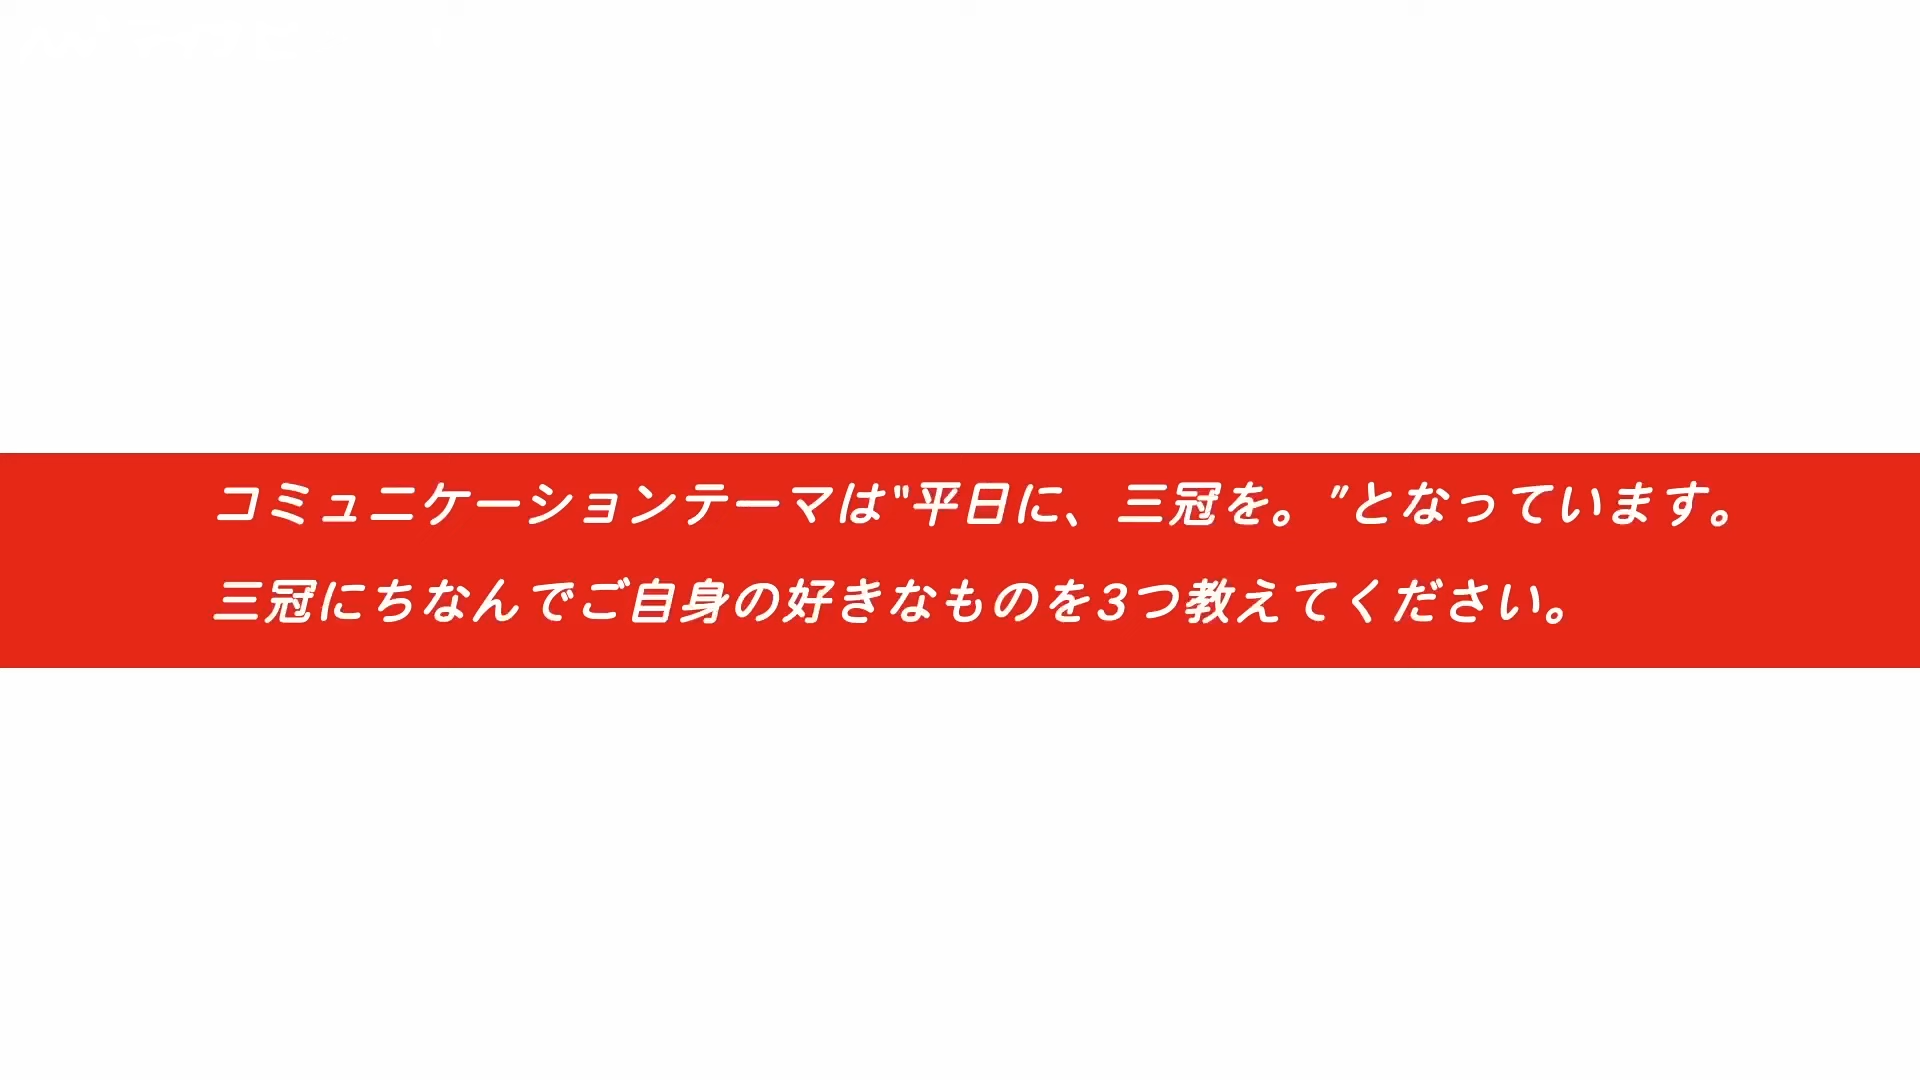 コミュニケーションテーマは"平日に、三冠を。"となっています。
三冠にちなんでご自身の好きなものを3つ教えてください。